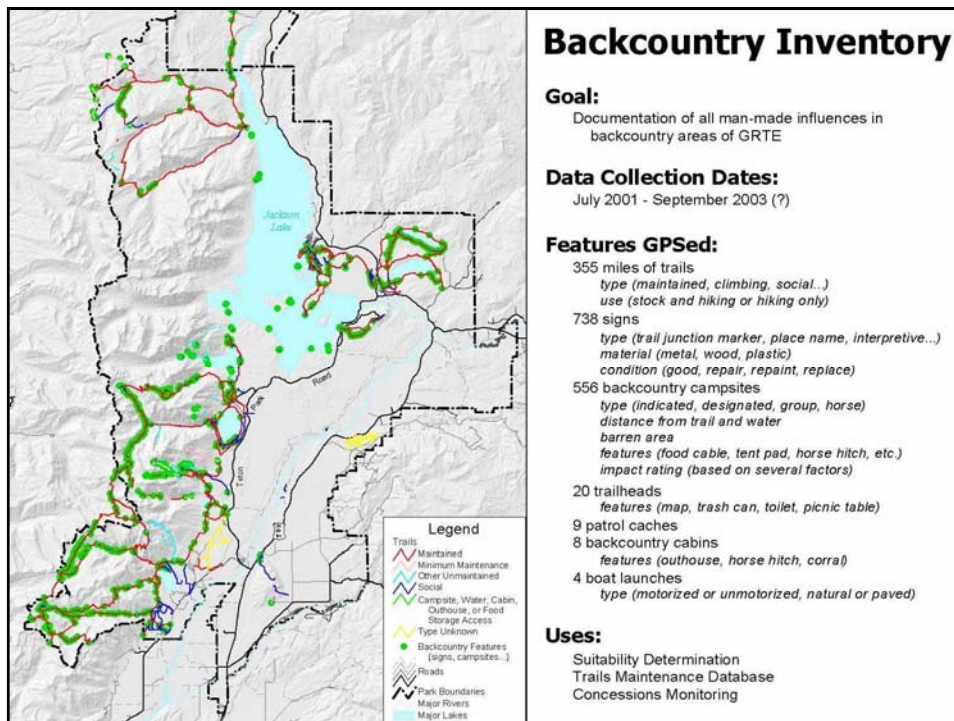 Backcountry Inventory
Goal:
Documentation of all man-made influences in
backcountry areas of GRTE
Data Collection Dates:
July 2001 - September 2003 (?)
Features GPSed:
355 miles of trails
type (maintained, climbing, social...)
use (stock and hiking or hiking only)
738 signs
type (trail junction marker, place name, interpretive...)
material (metal, wood, plastic)
condition (good, repair, repaint, replace)
556 backcountry campsites
type (indicated, designated, group, horse)
distance from trail and water
barren area
features (food cable, tent pad, horse hitch, etc.)
impact rating (based on several factors)
20 trailheads
features (map, trash can, toilet, picnic table)
9 patrol caches
8 backcountry cabins
features (outhouse, horse hitch, corral)
4 boat launches
type (motorized or unmotorized, natural or paved)
Uses:
Suitability Determination
Trails Maintenance Database
Concessions Monitoring
Jackson
Lake
Road
Park
Teton
Legend
Trails
Maintained
Minimum Maintenance
Other Unmaintained
Social
Campsite, Water, Cabin,
Outhouse, or Food
Storage Access
Type Unknown
Backcountry Features
(signs, campsites...)
Roads
Park Boundaries
Major Rivers
Major Lakes